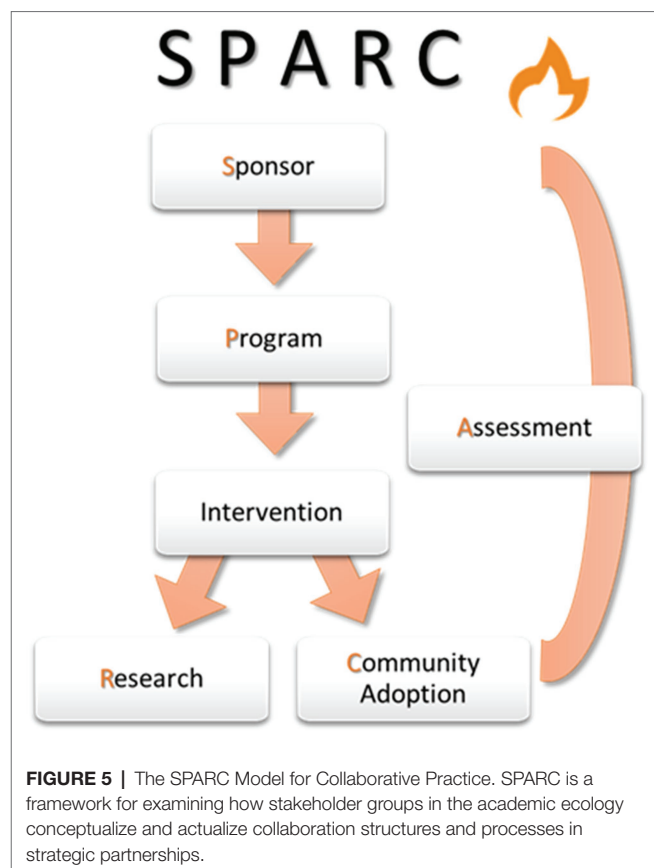 S P A R C
Sponsor
Program
Assessment
Intervention
Research
Community
Adoption
FIGURE 5 | The SPARC Model for Collaborative Practice. SPARC is a
framework for examining how stakeholder groups in the academic ecology
conceptualize and actualize collaboration structures and processes in
strategic partnerships.